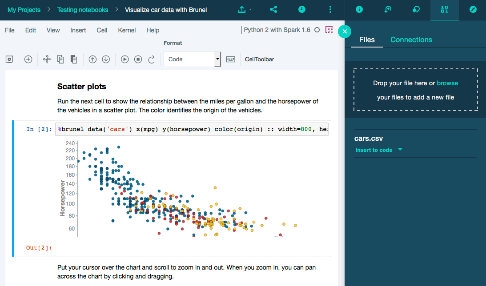 My Projects > Testing notebooks > Visualize car data with Brunel
File Edit View Insert Cell Kernel Help
Python 2 with Spark 1.6
Format
Code
CellToolbar
Scatter plots
Run the next cell to show the relationship between the miles per gallon and the horsepower of
the vehicles in a scatter plot. The color identifies the origin of the vehicles.
In [2]: %brunel data('cars') x(mpg) y(horsepower) color(origin) :: width=800, he
240
220
200
180
160
140
120
100
80
60
Horsepower
Out[2]:
Put your cursor over the chart and scroll to zoom in and out. When you zoom in, you can pan
across the chart by clicking and dragging.
Files Connections
Drop your file here or browse
your files to add a new file
cars.csv
Insert to code